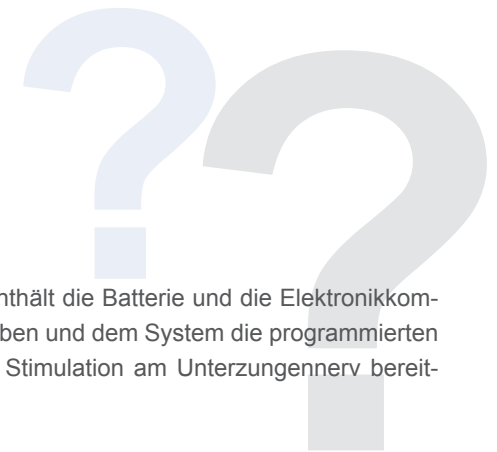 ??
nthält die Batterie und die Elektronikkom-
ben und dem System die programmierten
Stimulation am Unterzungennerv bereit-